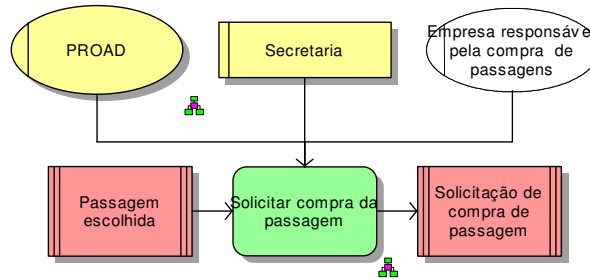 PROAD
Secretaria
Empresa responsáve
pela compra de
passagens
Passagem
escolhida
Solicitar compra da
passagem
Solicitação de
compra de
passagem